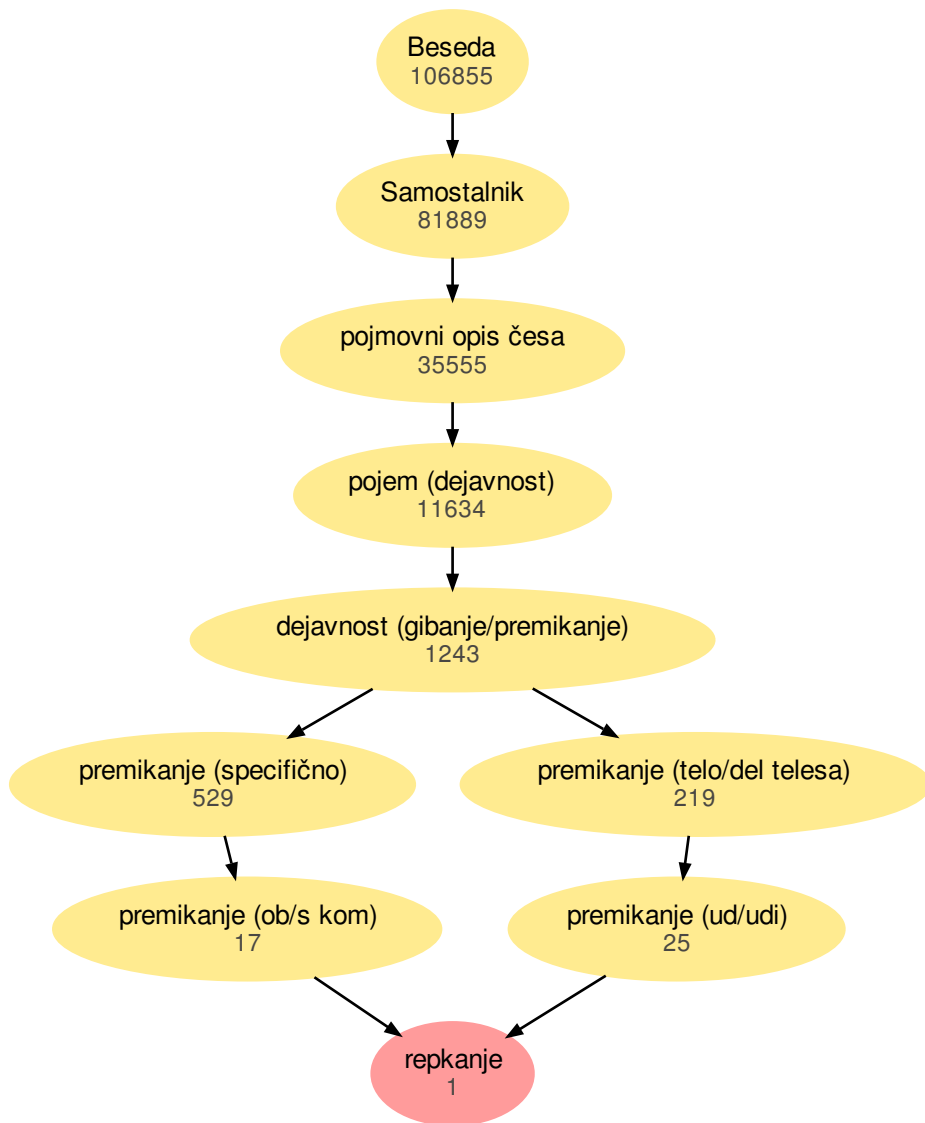 Beseda
106855
Samostalnik
81889
pojmovni opis česa
35555
pojem (dejavnost)
11634
dejavnost (gibanje/premikanje)
1243
premikanje (specifično)
529
premikanje (telo/del telesa)
219
premikanje (ob/s kom)
17
premikanje (ud/udi)
25
repkanje
1